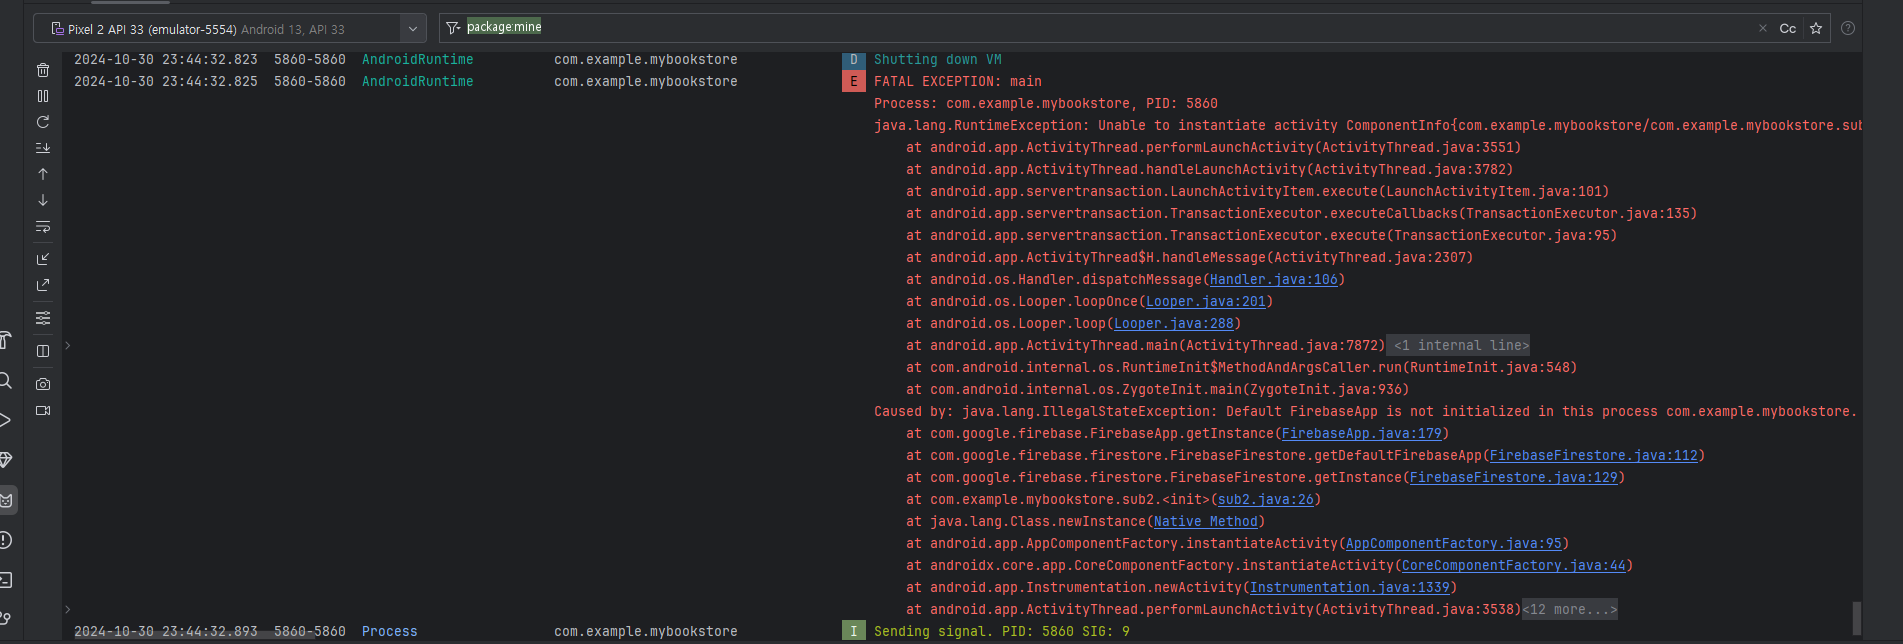 Pixel 2 API 33 (emulator-5554) Android 13, API 33
package:mine
Cc
2024-10-30 23:44:32.823 5860-5860 AndroidRuntime com.example.mybookstore D Shutting down VM
2024-10-30 23:44:32.825 5860-5860 AndroidRuntime com.example.mybookstore E FATAL EXCEPTION: main
Process: com.example.mybookstore, PID: 5860
java.lang.RuntimeException: Unable to instantiate activity ComponentInfo{com.example.mybookstore/com.example.mybookstore.sub
at android.app.ActivityThread.performLaunchActivity(ActivityThread.java:3551)
at android.app.ActivityThread.handleLaunchActivity(ActivityThread.java:3782)
at android.app.servertransaction.LaunchActivityItem.execute(LaunchActivityItem.java:101)
at android.app.servertransaction.TransactionExecutor.executeCallbacks(TransactionExecutor.java:135)
at android.app.servertransaction.TransactionExecutor.execute(TransactionExecutor.java:95)
at android.app.ActivityThread$H.handleMessage(ActivityThread.java:2307)
at android.os.Handler.dispatchMessage(Handler.java:106)
at android.os.Looper.loopOnce(Looper.java:201)
at android.os.Looper.loop(Looper.java:288)
at android.app.ActivityThread.main(ActivityThread.java:7872) <1 internal line>
at com.android.internal.os.RuntimeInit$MethodAndArgsCaller.run(RuntimeInit.java:548)
at com.android.internal.os.ZygoteInit.main(ZygoteInit.java:936)
Caused by: java.lang.IllegalStateException: Default FirebaseApp is not initialized in this process com.example.mybookstore.
at com.google.firebase.FirebaseApp.getInstance(FirebaseApp.java:179)
at com.google.firebase.firestore.FirebaseFirestore.getDefaultFirebaseApp(FirebaseFirestore.java:112)
at com.google.firebase.firestore.FirebaseFirestore.getInstance(FirebaseFirestore.java:129)
at com.example.mybookstore.sub2.<init>(sub2.java:26)
at java.lang.Class.newInstance(Native Method)
at android.app.AppComponentFactory.instantiateActivity(AppComponentFactory.java:95)
at androidx.core.app.CoreComponentFactory.instantiateActivity(CoreComponentFactory.java:44)
at android.app.Instrumentation.newActivity(Instrumentation.java:1339)
at android.app.ActivityThread.performLaunchActivity(ActivityThread.java:3538) <12 more...>
2024-10-30 23:44:32.893 5860-5860 Process com.example.mybookstore I Sending signal. PID: 5860 SIG: 9